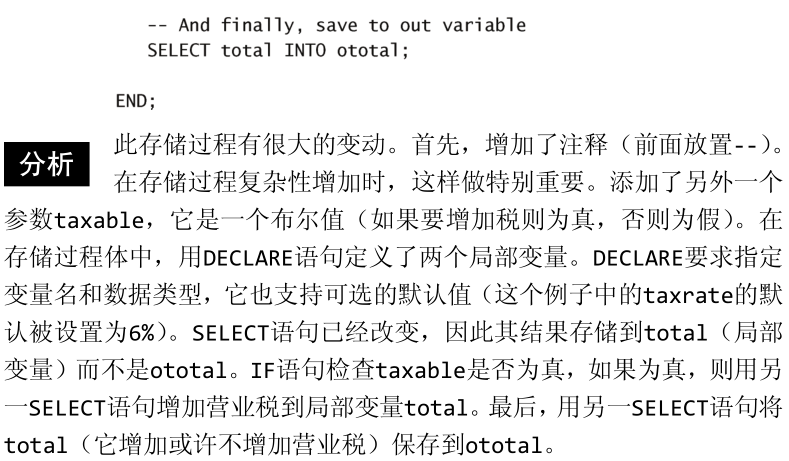 -- And finally, save to out variable
SELECT total INTO ototal;
END;
分析
此存储过程有很大的变动。首先，增加了注释（前面放置--）。
在存储过程复杂性增加时，这样做特别重要。添加了另外一个
参数taxable，它是一个布尔值（如果要增加税则为真，否则为假）。在
存储过程体中，用DECLARE语句定义了两个局部变量。DECLARE要求指定
变量名和数据类型，它也支持可选的默认值（这个例子中的taxrate的默
认被设置为6%）。SELECT语句已经改变，因此其结果存储到total（局部
变量）而不是ototal。IF语句检查taxable是否为真，如果为真，则用另
一SELECT语句增加营业税到局部变量total。最后，用另一SELECT语句将
total（它增加或许不增加营业税）保存到ototal。